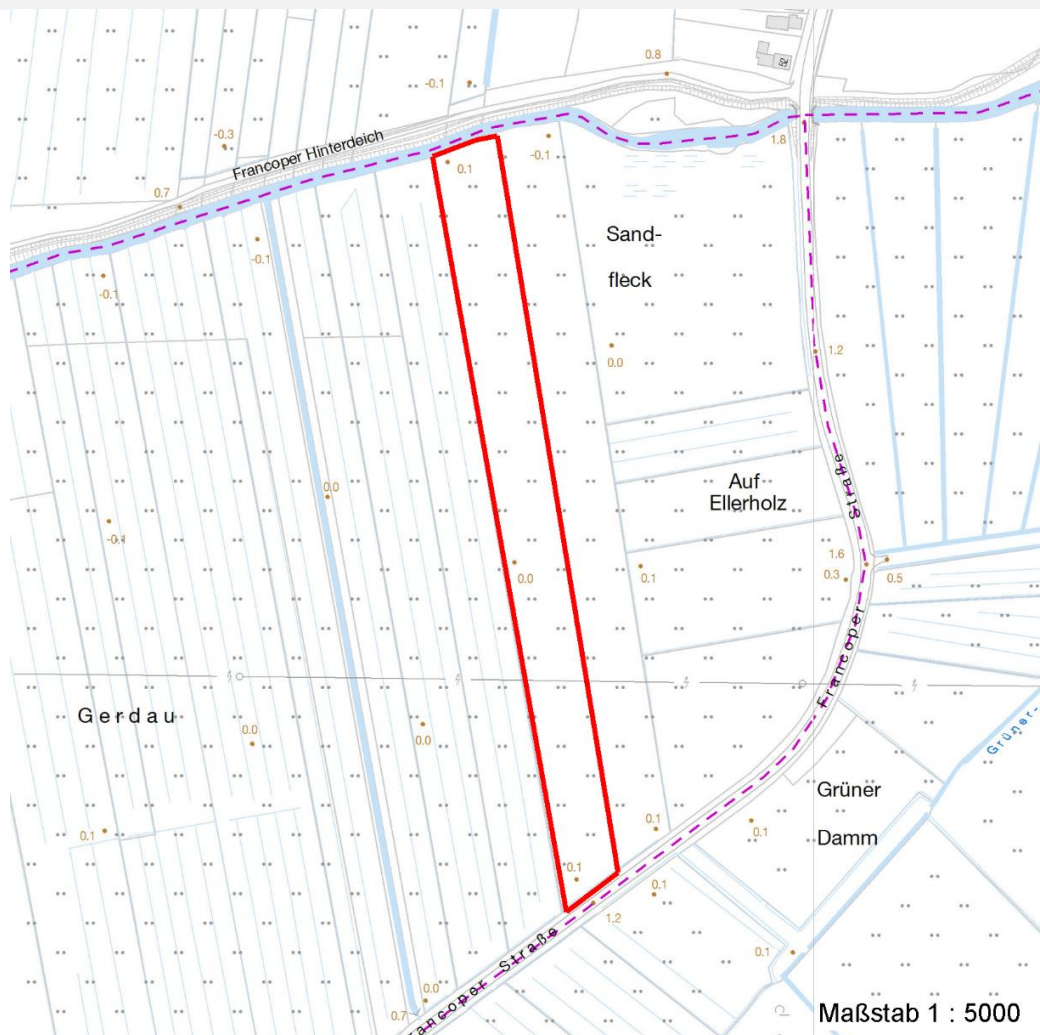 0.8
-0.1
-0.3
Francoper Hinterdeich
1.8
-0.1
0.1
0.7
Sand-
-0.1
fleck
-0.1
1.2
0.0
Auf
Ellerholz
0.0
-0.1
Straße
1.6
0.0
0.1
0.3
0.5
Francoper
Gerdau
0.0
0.0
Grüner-
Grüner
0.1
0.1
Damm
0.1
0.1
0.1
1.2
Straße
0.1
0.0
0.7
ancoper
Maßstab 1 : 5000